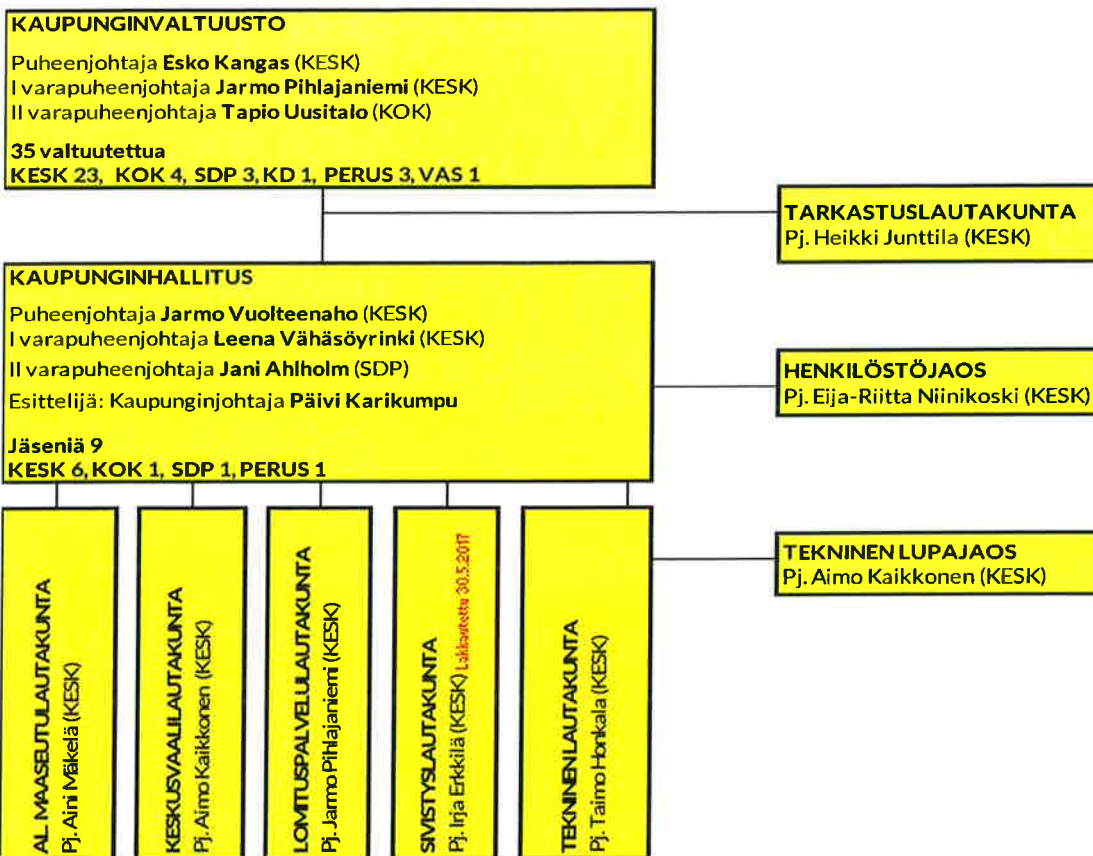 KAUPUNGINVALTUUSTO
Puheenjohtaja Esko Kangas (KESK)
I varapuheenjohtaja Jarmo Pihlajaniemi (KESK)
II varapuheenjohtaja Tapio Uusitalo (KOK)
35 valtuutettua
KESK 23, KOK 4, SDP 3, KD 1, PERUS 3, VAS 1
TARKASTUSLAUTAKUNTA
Pj. Heikki Junttila (KESK)
KAUPUNGINHALLITUS
Puheenjohtaja Jarmo Vuolteenaho (KESK)
I varapuheenjohtaja Leena Vähäsöyrinki (KESK)
II varapuheenjohtaja Jani Ahlholm (SDP)
Esittelijä: Kaupunginjohtaja Päivi Karikumpu
Jäseniä 9
KESK 6, KOK 1, SDP 1, PERUS 1
HENKILÖSTÖJAOS
Pj. Eija-Riitta Niinikoski (KESK)
TEKNINEN LUPAJAOS
Pj. Aimo Kaikkonen (KESK)
AL MAASEUTULAUTAKUNTA
Pj. Aini Mäkelä (KESK)
KESKUSVAALILAUTAKUNTA
Pj. Aimo Kaikkonen (KESK)
LOMITUSPALVELULAUTAKUNTA
Pj. Jarmo Pihlajaniemi (KESK)
SIVISTYSLAUTAKUNTA
Pj. Irja Erkkilä (KESK) Lakkautettu 30.5.2017
TEKNINEN LAUTAKUNTA
Pj. Taimo Honkala (KESK)